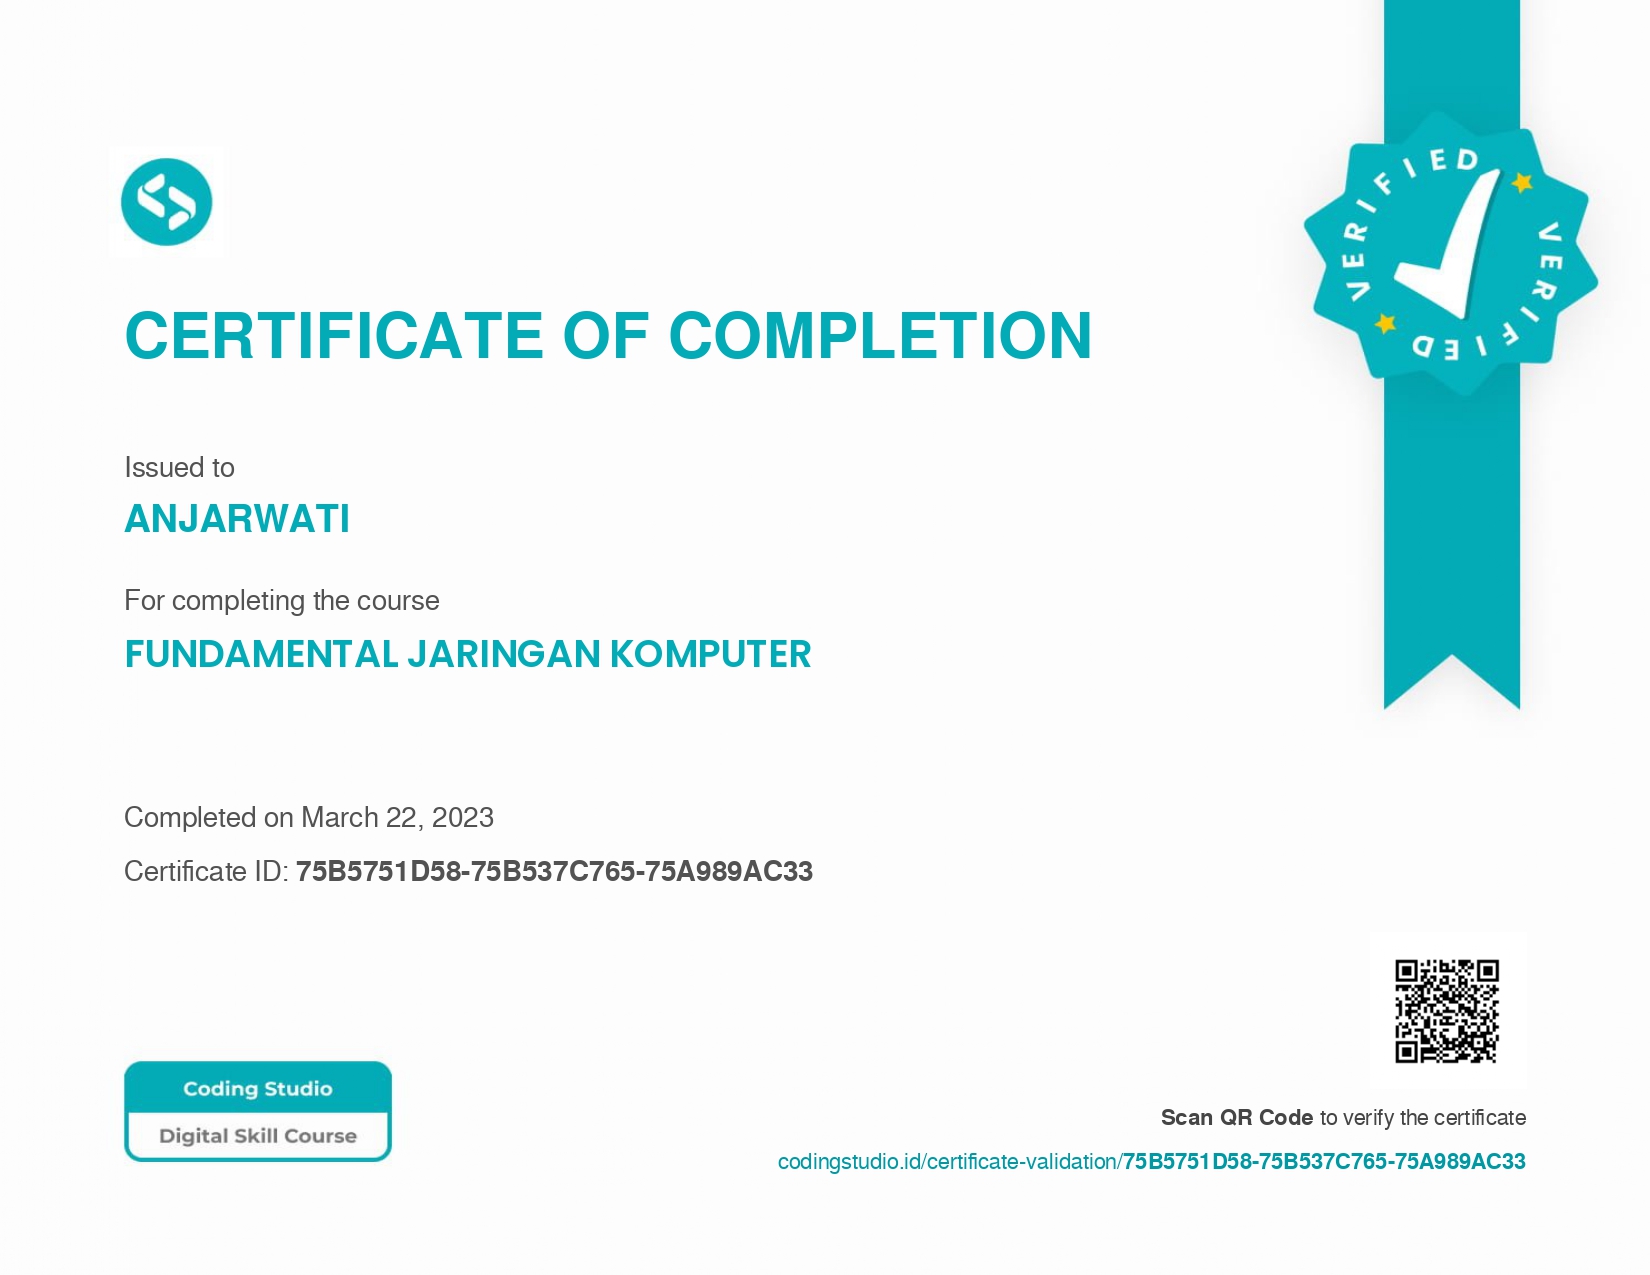 VERIFIED
VERIFIED
CERTIFICATE OF COMPLETION
Issued to
ANJARWATI
For completing the course
FUNDAMENTAL JARINGAN KOMPUTER
Completed on March 22, 2023
Certificate ID: 75B5751D58-75B537C765-75A989AC33
Coding Studio
Digital Skill Course
Scan QR Code to verify the certificate
codingstudio.id/certificate-validation/75B5751D58-75B537C765-75A989AC33